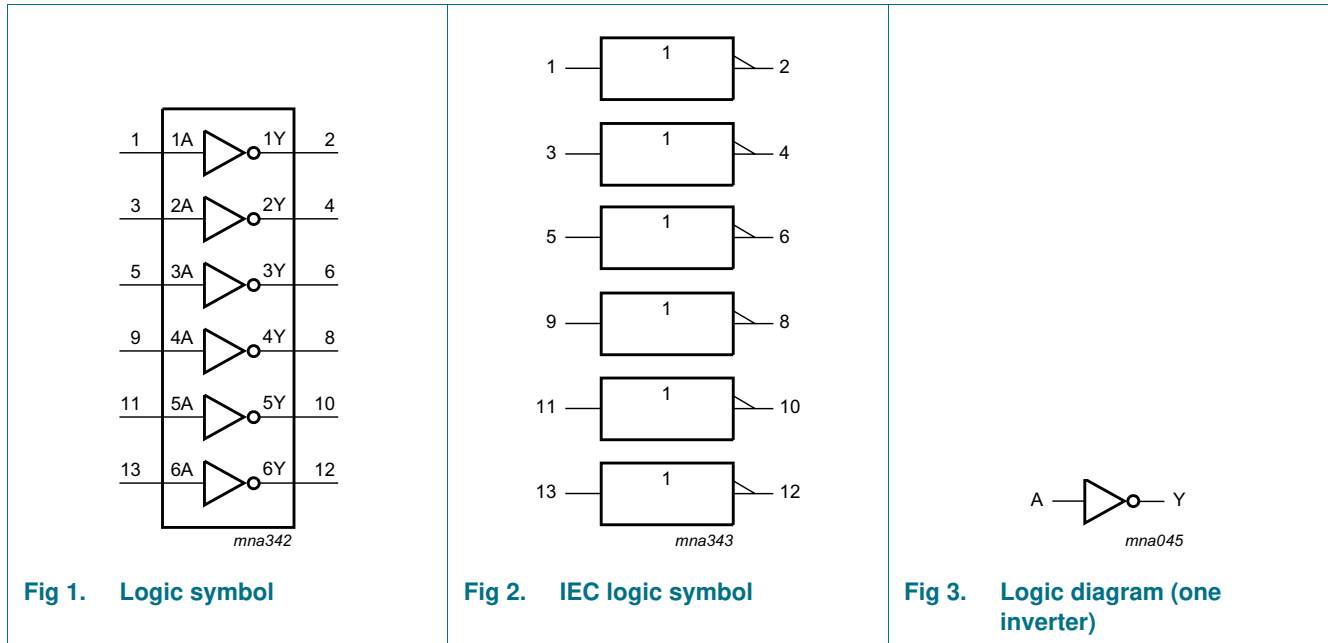 1 1A 1Y 2
3 2A 2Y 4
5 3A 3Y 6
9 4A 4Y 8
11 5A 5Y 10
13 6A 6Y 12
mna342
Fig 1. Logic symbol
1 1 2
3 1 4
5 1 6
9 1 8
11 1 10
13 1 12
mna343
Fig 2. IEC logic symbol
A Y
mna045
Fig 3. Logic diagram (one
inverter)